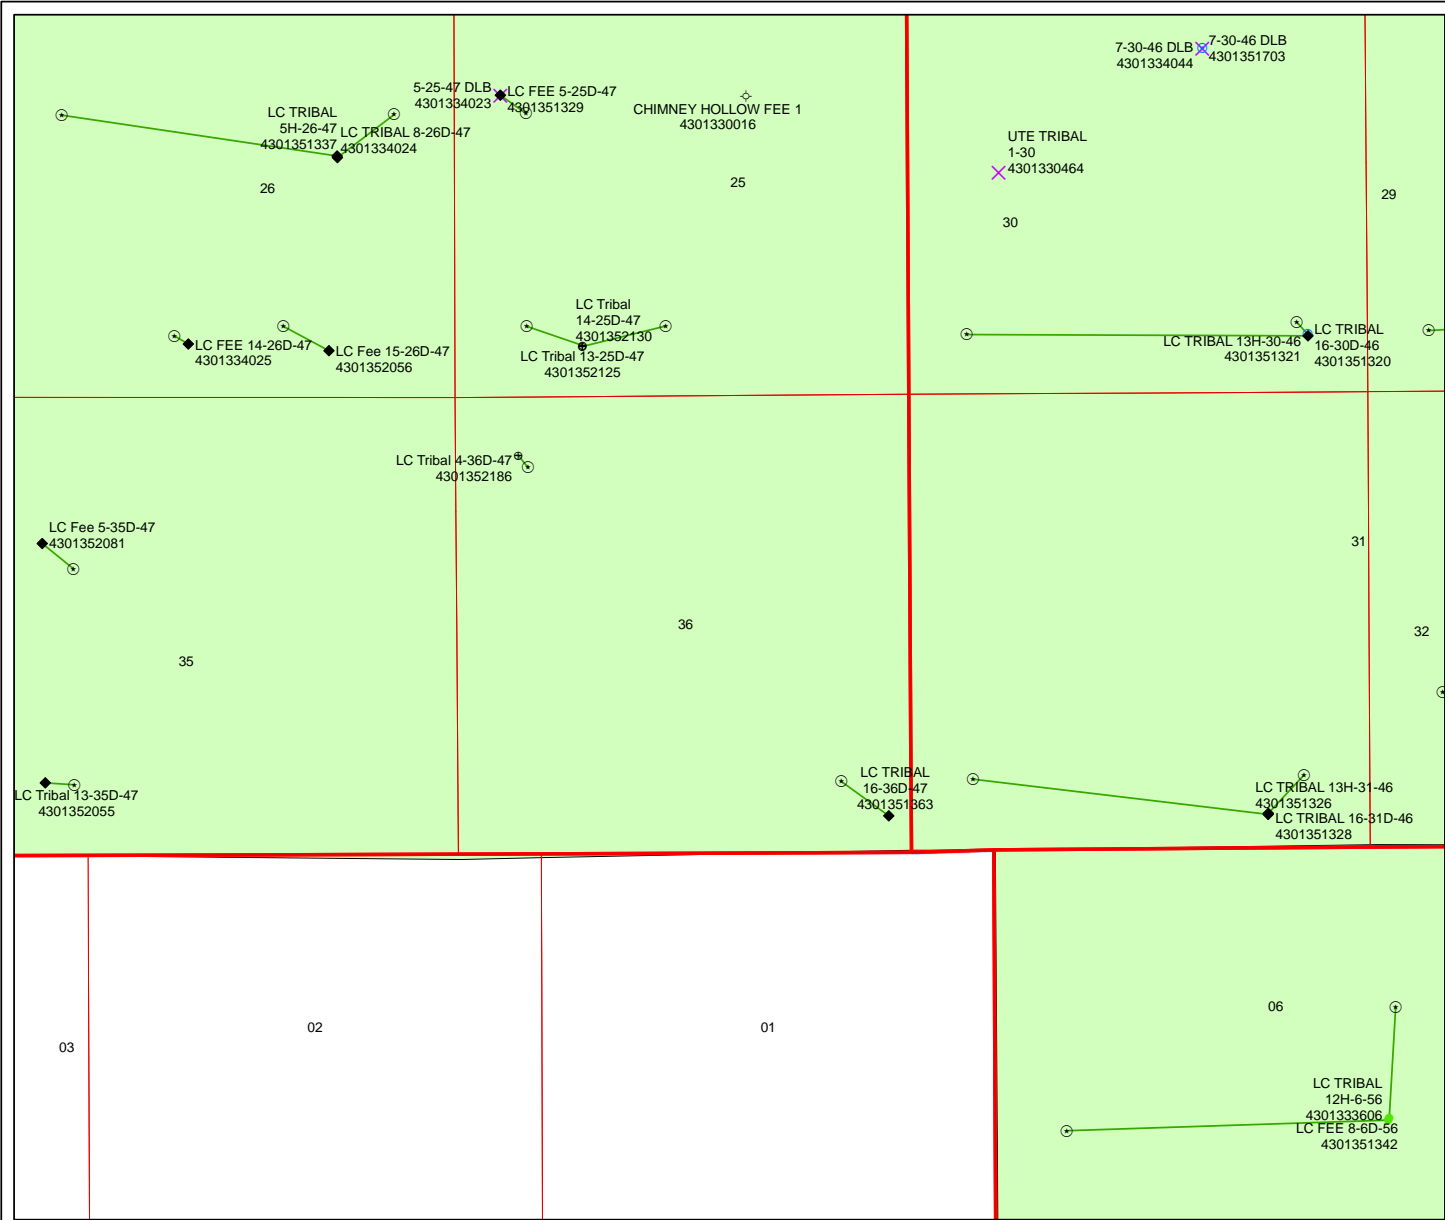 7-30-46 DLB
4301334044
7-30-46 DLB
4301351703
5-25-47 DLB
4301334023
LC FEE 5-25D-47
4301351329
CHIMNEY HOLLOW FEE 1
4301330016
LC TRIBAL
5H-26-47
4301351337
LC TRIBAL 8-26D-47
4301334024
UTE TRIBAL
1-30
4301330464
26
25
30
29
LC FEE 14-26D-47
4301334025
LC Fee 15-26D-47
4301352056
LC Tribal
14-25D-47
4301352130
LC Tribal 13-25D-47
4301352125
LC TRIBAL 13H-30-46
4301351321
LC TRIBAL
16-30D-46
4301351320
LC Tribal 4-36D-47
4301352186
LC Fee 5-35D-47
4301352081
31
36
32
35
LC Tribal 13-35D-47
4301352055
LC TRIBAL
16-36D-47
4301351363
LC TRIBAL 13H-31-46
4301351326
LC TRIBAL 16-31D-46
4301351328
06
02
01
03
LC TRIBAL
12H-6-56
4301333606
LC FEE 8-6D-56
4301351342